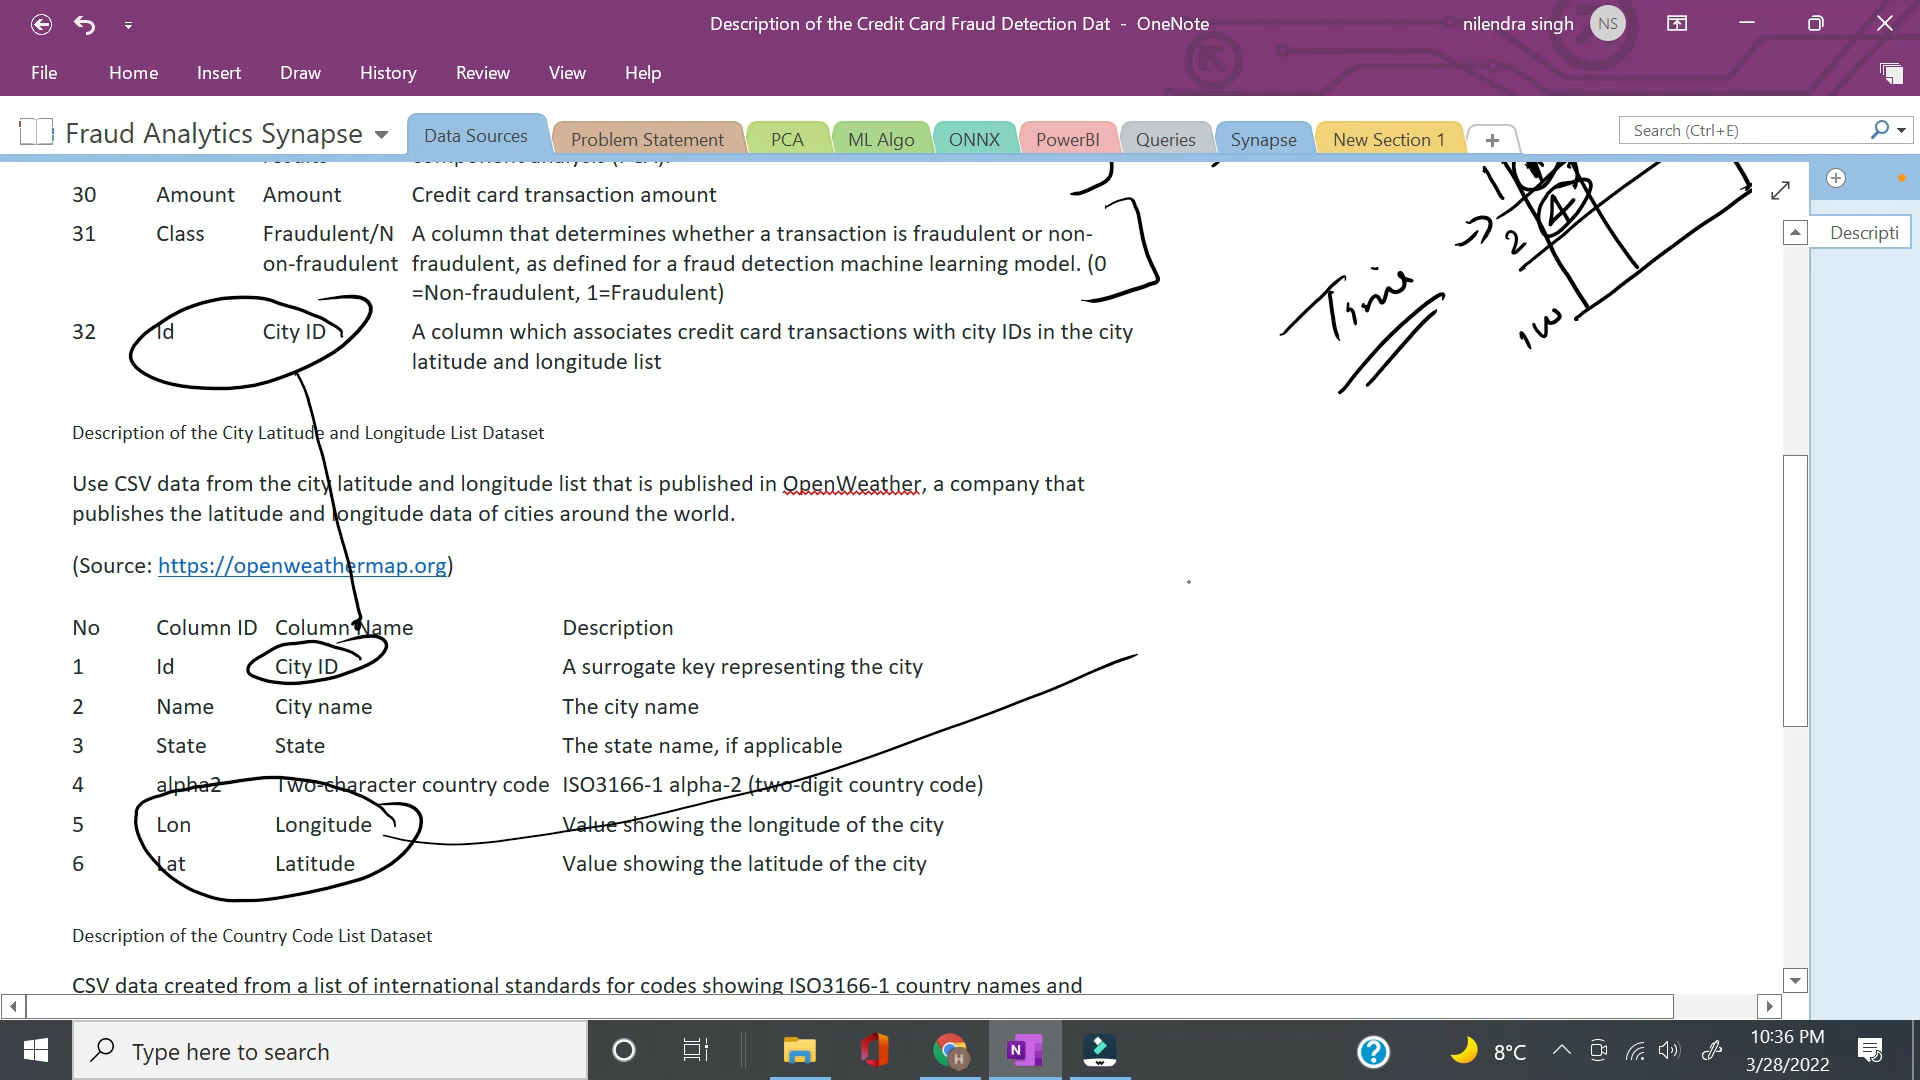 Description of the Credit Card Fraud Detection Dat - OneNote
nilendra singh
NS
File Home Insert Draw History Review View Help
Fraud Analytics Synapse
Data Sources Problem Statement PCA ML Algo ONNX PowerBI Queries Synapse New Section 1
Search (Ctrl+E)
Descripti
results component analysis (PCA).
30 Amount Amount Credit card transaction amount
31 Class Fraudulent/N A column that determines whether a transaction is fraudulent or non-
on-fraudulent fraudulent, as defined for a fraud detection machine learning model. (0
=Non-fraudulent, 1=Fraudulent)
32 Id City ID A column which associates credit card transactions with city IDs in the city
latitude and longitude list
1
4
2
Time
100
Description of the City Latitude and Longitude List Dataset
Use CSV data from the city latitude and longitude list that is published in OpenWeather, a company that
publishes the latitude and longitude data of cities around the world.
(Source: https://openweathermap.org)
No Column ID Column Name Description
1 Id City ID A surrogate key representing the city
2 Name City name The city name
3 State State The state name, if applicable
4 alpha2 Two-character country code ISO3166-1 alpha-2 (two-digit country code)
5 Lon Longitude Value showing the longitude of the city
6 Lat Latitude Value showing the latitude of the city
Description of the Country Code List Dataset
CSV data created from a list of international standards for codes showing ISO3166-1 country names and
Type here to search
8°C
10:36 PM
3/28/2022